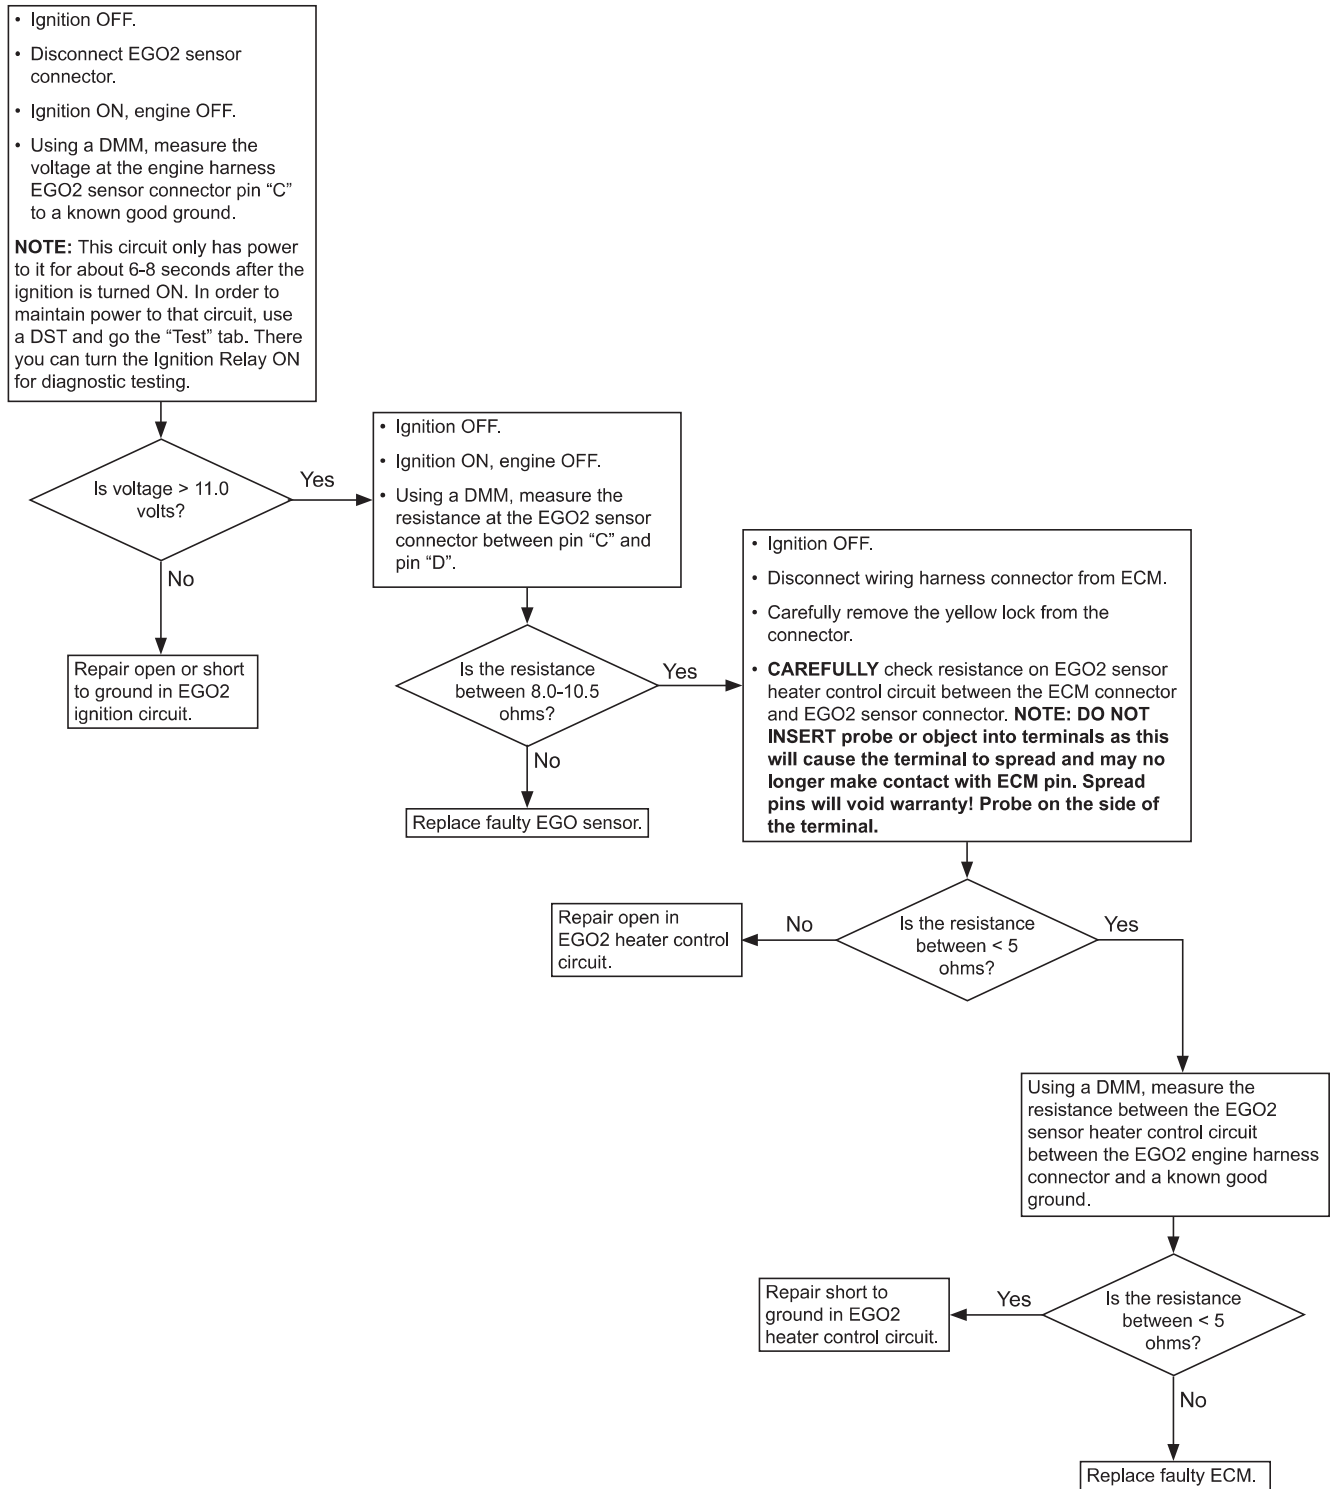 • Ignition OFF.
• Disconnect EGO2 sensor
connector.
• Ignition ON, engine OFF.
• Using a DMM, measure the
voltage at the engine harness
EGO2 sensor connector pin “C”
to a known good ground.
NOTE: This circuit only has power
to it for about 6-8 seconds after the
ignition is turned ON. In order to
maintain power to that circuit, use
a DST and go the “Test” tab. There
you can turn the Ignition Relay ON
for diagnostic testing.
Is voltage > 11.0
volts?
Yes
No
Repair open or short
to ground in EGO2
ignition circuit.
• Ignition OFF.
• Ignition ON, engine OFF.
• Using a DMM, measure the
resistance at the EGO2 sensor
connector between pin “C” and
pin “D”.
Is the resistance
between 8.0-10.5
ohms?
Yes
No
Replace faulty EGO sensor.
• Ignition OFF.
• Disconnect wiring harness connector from ECM.
• Carefully remove the yellow lock from the
connector.
• CAREFULLY check resistance on EGO2 sensor
heater control circuit between the ECM connector
and EGO2 sensor connector. NOTE: DO NOT
INSERT probe or object into terminals as this
will cause the terminal to spread and may no
longer make contact with ECM pin. Spread
pins will void warranty! Probe on the side of
the terminal.
Is the resistance
between < 5
ohms?
No
Yes
Repair open in
EGO2 heater control
circuit.
Using a DMM, measure the
resistance between the EGO2
sensor heater control circuit
between the EGO2 engine harness
connector and a known good
ground.
Is the resistance
between < 5
ohms?
Yes
No
Repair short to
ground in EGO2
heater control circuit.
Replace faulty ECM.